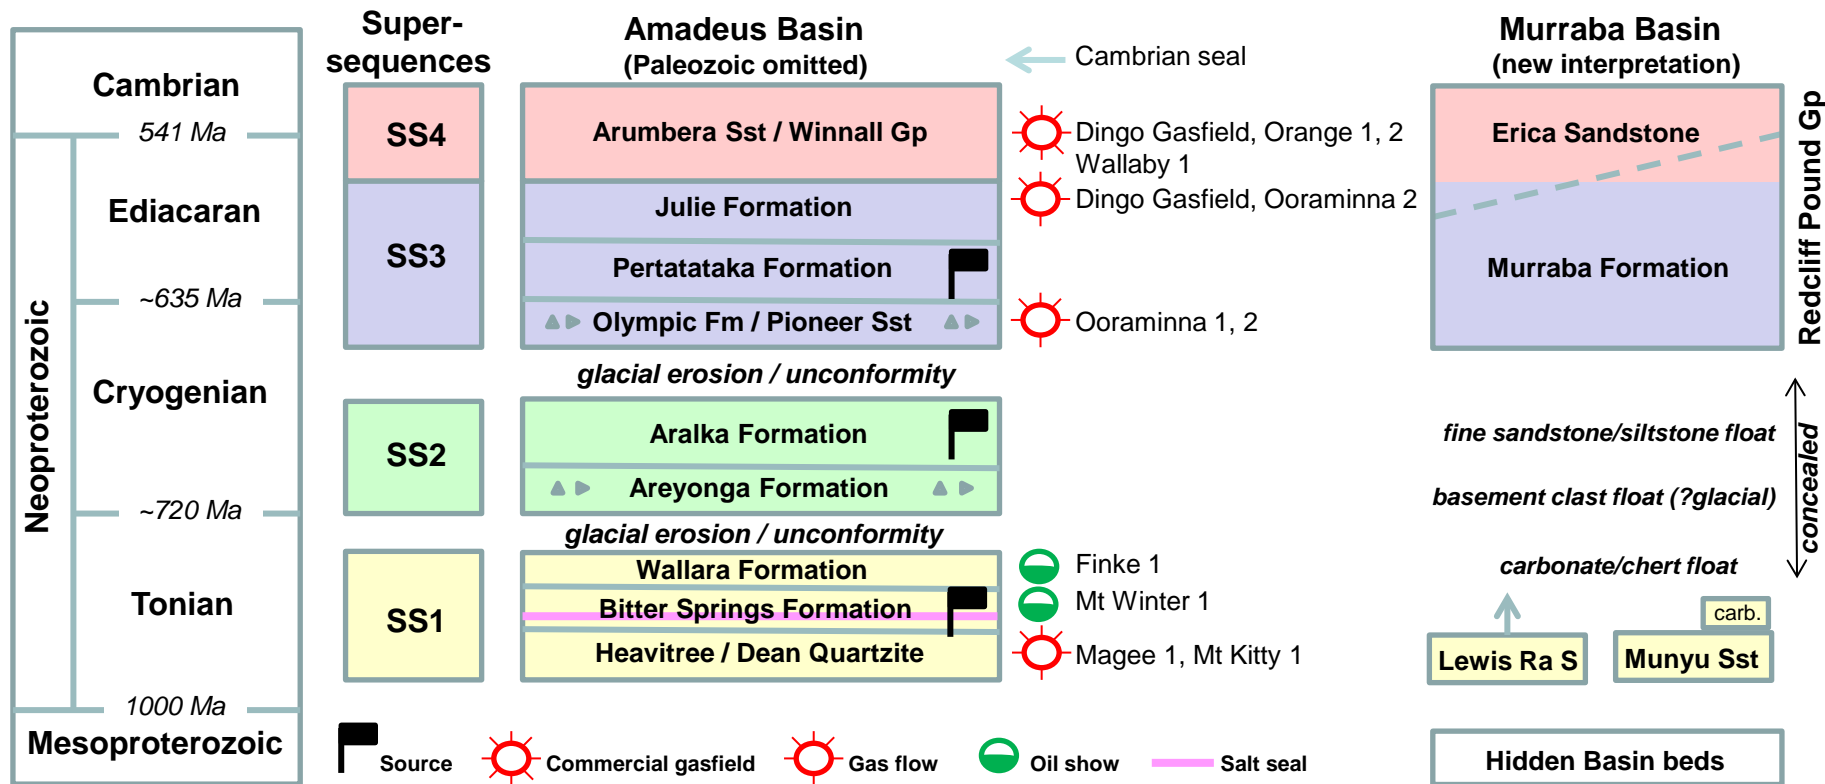 Cambrian
541 Ma
Ediacaran
~635 Ma
Cryogenian
~720 Ma
Tonian
1000 Ma
Mesoproterozoic
Neoproterozoic
Super-
sequences
SS4
SS3
SS2
SS1
Amadeus Basin
(Paleozoic omitted)
Arumbera Sst / Winnall Gp
Julie Formation
Pertatataka Formation
Olympic Fm / Pioneer Sst
glacial erosion / unconformity
Aralka Formation
Areyonga Formation
glacial erosion / unconformity
Wallara Formation
Bitter Springs Formation
Heavitree / Dean Quartzite
Cambrian seal
Dingo Gasfield, Orange 1, 2
Wallaby 1
Dingo Gasfield, Ooraminna 2
Ooraminna 1, 2
Finke 1
Mt Winter 1
Magee 1, Mt Kitty 1
Murraba Basin
(new interpretation)
Erica Sandstone
Murraba Formation
Redcliff Pound Gp
fine sandstone/siltstone float
basement clast float (?glacial)
carbonate/chert float
concealed
carb.
Lewis Ra S
Munyu Sst
Hidden Basin beds
Source
Commercial gasfield
Gas flow
Oil show
Salt seal